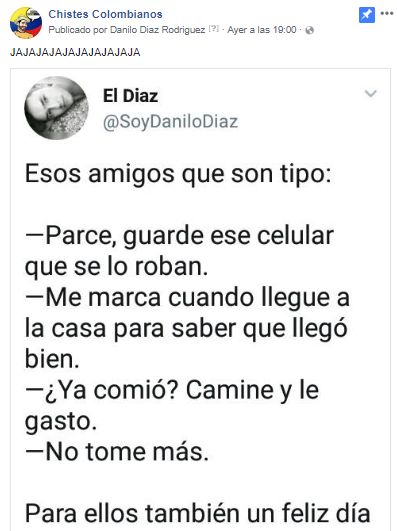 Chistes Colombianos
Publicado por Danilo Diaz Rodriguez [?] · Ayer a las 19:00 ·
JAJAJAJAJAJAJAJAJAJA
El Diaz
@SoyDaniloDiaz
Esos amigos que son tipo:
—Parce, guarde ese celular
que se lo roban.
—Me marca cuando llegue a
la casa para saber que llegó
bien.
—¿Ya comió? Camine y le
gasto.
—No tome más.
Para ellos también un feliz día